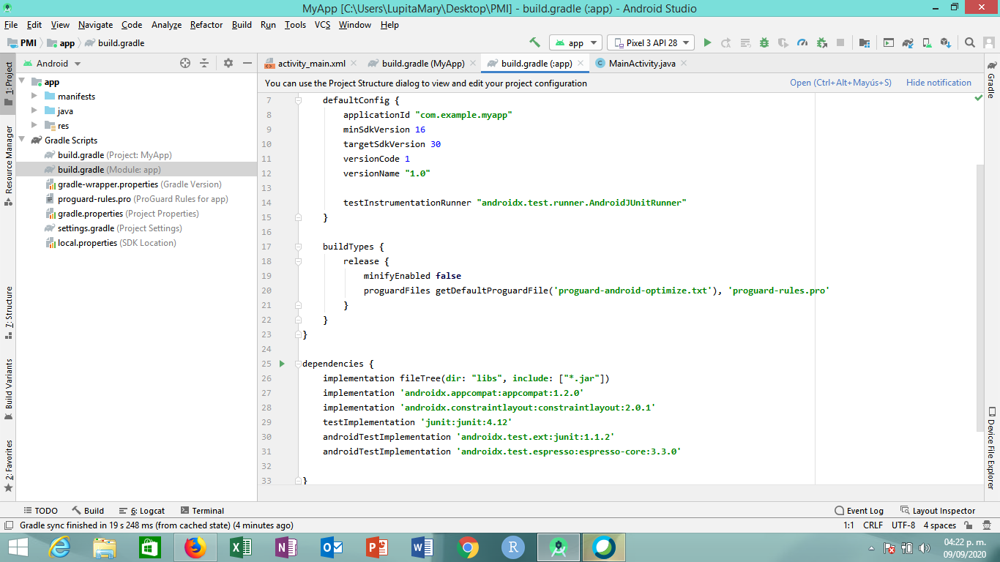 MyApp [C:\Users\LupitaMary\Desktop\PMI] - build.gradle (:app) - Android Studio
File Edit View Navigate Code Analyze Refactor Build Run Tools VCS Window Help
PMI app build.gradle
app Pixel 3 API 28
1: Project
Resource Manager
7: Structure
Build Variants
2: Favorites
Android
app
manifests
java
res
Gradle Scripts
build.gradle (Project: MyApp)
build.gradle (Module: app)
gradle-wrapper.properties (Gradle Version)
proguard-rules.pro (ProGuard Rules for app)
gradle.properties (Project Properties)
settings.gradle (Project Settings)
local.properties (SDK Location)
activity_main.xml build.gradle (MyApp) build.gradle (:app) MainActivity.java
You can use the Project Structure dialog to view and edit your project configuration Open (Ctrl+Alt+Mayús+S) Hide notification
7 defaultConfig {
8 applicationId "com.example.myapp"
9 minSdkVersion 16
10 targetSdkVersion 30
11 versionCode 1
12 versionName "1.0"
13
14 testInstrumentationRunner "androidx.test.runner.AndroidJUnitRunner"
15 }
16
17 buildTypes {
18 release {
19 minifyEnabled false
20 proguardFiles getDefaultProguardFile('proguard-android-optimize.txt'), 'proguard-rules.pro'
21 }
22 }
23 }
24
25 dependencies {
26 implementation fileTree(dir: "libs", include: ["*.jar"])
27 implementation 'androidx.appcompat:appcompat:1.2.0'
28 implementation 'androidx.constraintlayout:constraintlayout:2.0.1'
29 testImplementation 'junit:junit:4.12'
30 androidTestImplementation 'androidx.test.ext:junit:1.1.2'
31 androidTestImplementation 'androidx.test.espresso:espresso-core:3.3.0'
32
33 }
Gradle
Device File Explorer
TODO Build 6: Logcat Terminal Event Log Layout Inspector
Gradle sync finished in 19 s 248 ms (from cached state) (4 minutes ago) 1:1 CRLF UTF-8 4 spaces
04:22 p. m.
09/09/2020